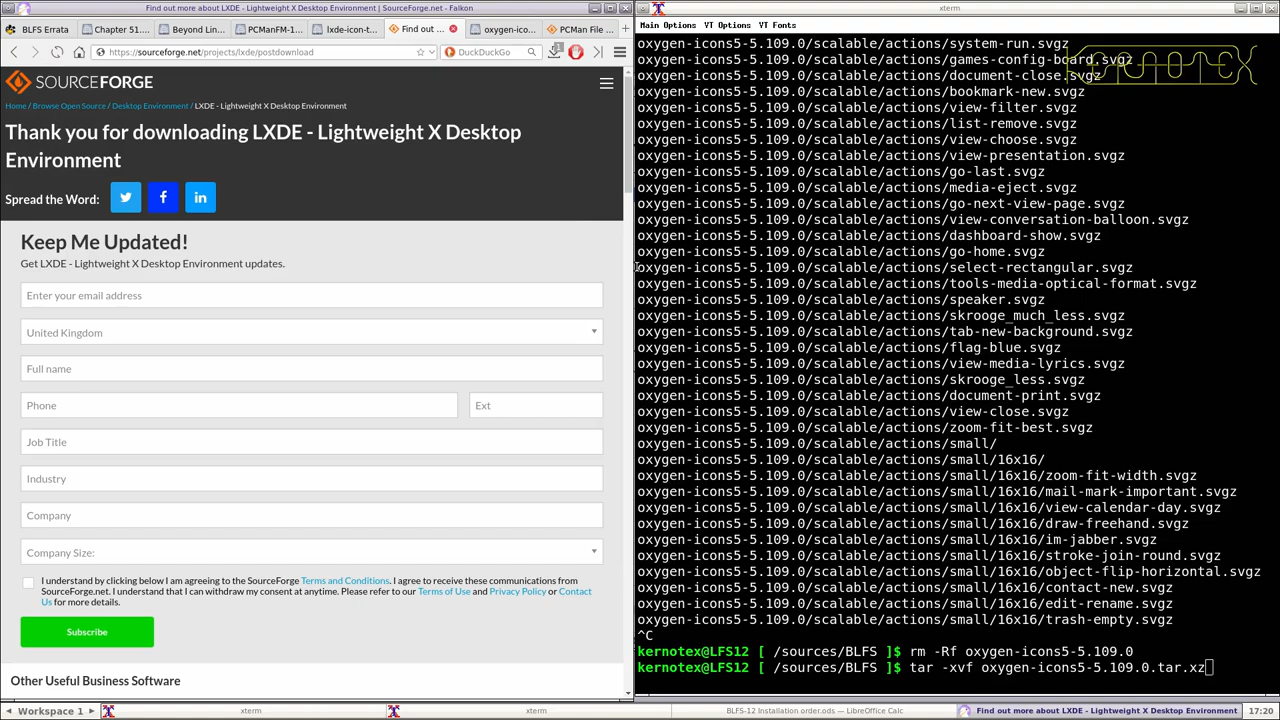 Find out more about LXDE - Lightweight X Desktop Environment | SourceForge.net - Falkon
BLFS Errata
Chapter 51.
Beyond Lin
PCManFM-1
lxde-icon-t
Find out ...
oxygen-ico
PCMan File
https://sourceforge.net/projects/lxde/postdownload
DuckDuckGo
SOURCEFORGE
Home / Browse Open Source / Desktop Environment / LXDE - Lightweight X Desktop Environment
Thank you for downloading LXDE - Lightweight X Desktop
Environment
Spread the Word:
Keep Me Updated!
Get LXDE - Lightweight X Desktop Environment updates.
Enter your email address
United Kingdom
Full name
Phone
Ext
Job Title
Industry
Company
Company Size:
I understand by clicking below I am agreeing to the SourceForge Terms and Conditions. I agree to receive these communications from
SourceForge.net. I understand that I can withdraw my consent at anytime. Please refer to our Terms of Use and Privacy Policy or Contact
Us for more details.
Subscribe
Other Useful Business Software
xterm
Main Options VT Options VT Fonts
KERNOTEX
oxygen-icons5-5.109.0/scalable/actions/system-run.svgz
oxygen-icons5-5.109.0/scalable/actions/games-config-board.svgz
oxygen-icons5-5.109.0/scalable/actions/document-close.svgz
oxygen-icons5-5.109.0/scalable/actions/bookmark-new.svgz
oxygen-icons5-5.109.0/scalable/actions/view-filter.svgz
oxygen-icons5-5.109.0/scalable/actions/list-remove.svgz
oxygen-icons5-5.109.0/scalable/actions/view-choose.svgz
oxygen-icons5-5.109.0/scalable/actions/view-presentation.svgz
oxygen-icons5-5.109.0/scalable/actions/go-last.svgz
oxygen-icons5-5.109.0/scalable/actions/media-eject.svgz
oxygen-icons5-5.109.0/scalable/actions/go-next-view-page.svgz
oxygen-icons5-5.109.0/scalable/actions/view-conversation-balloon.svgz
oxygen-icons5-5.109.0/scalable/actions/dashboard-show.svgz
oxygen-icons5-5.109.0/scalable/actions/go-home.svgz
oxygen-icons5-5.109.0/scalable/actions/select-rectangular.svgz
oxygen-icons5-5.109.0/scalable/actions/tools-media-optical-format.svgz
oxygen-icons5-5.109.0/scalable/actions/speaker.svgz
oxygen-icons5-5.109.0/scalable/actions/skrooge_much_less.svgz
oxygen-icons5-5.109.0/scalable/actions/tab-new-background.svgz
oxygen-icons5-5.109.0/scalable/actions/flag-blue.svgz
oxygen-icons5-5.109.0/scalable/actions/view-media-lyrics.svgz
oxygen-icons5-5.109.0/scalable/actions/skrooge_less.svgz
oxygen-icons5-5.109.0/scalable/actions/document-print.svgz
oxygen-icons5-5.109.0/scalable/actions/view-close.svgz
oxygen-icons5-5.109.0/scalable/actions/zoom-fit-best.svgz
oxygen-icons5-5.109.0/scalable/actions/small/
oxygen-icons5-5.109.0/scalable/actions/small/16x16/
oxygen-icons5-5.109.0/scalable/actions/small/16x16/zoom-fit-width.svgz
oxygen-icons5-5.109.0/scalable/actions/small/16x16/mail-mark-important.svgz
oxygen-icons5-5.109.0/scalable/actions/small/16x16/view-calendar-day.svgz
oxygen-icons5-5.109.0/scalable/actions/small/16x16/draw-freehand.svgz
oxygen-icons5-5.109.0/scalable/actions/small/16x16/im-jabber.svgz
oxygen-icons5-5.109.0/scalable/actions/small/16x16/stroke-join-round.svgz
oxygen-icons5-5.109.0/scalable/actions/small/16x16/object-flip-horizontal.svgz
oxygen-icons5-5.109.0/scalable/actions/small/16x16/contact-new.svgz
oxygen-icons5-5.109.0/scalable/actions/small/16x16/edit-rename.svgz
oxygen-icons5-5.109.0/scalable/actions/small/16x16/trash-empty.svgz
^C
kernotex@LFS12 [ /sources/BLFS ]$ rm -Rf oxygen-icons5-5.109.0
kernotex@LFS12 [ /sources/BLFS ]$ tar -xvf oxygen-icons5-5.109.0.tar.xz
Workspace 1
xterm
xterm
BLFS-12 Installation order.ods — LibreOffice Calc
Find out more about LXDE - Lightweight X Desktop Environment
17:20